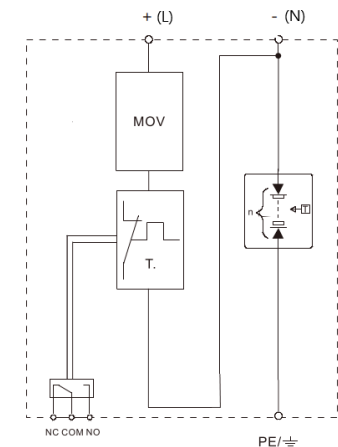 + (L) - (N)
MOV
n T
T.
NC COM NO
PE/⏚